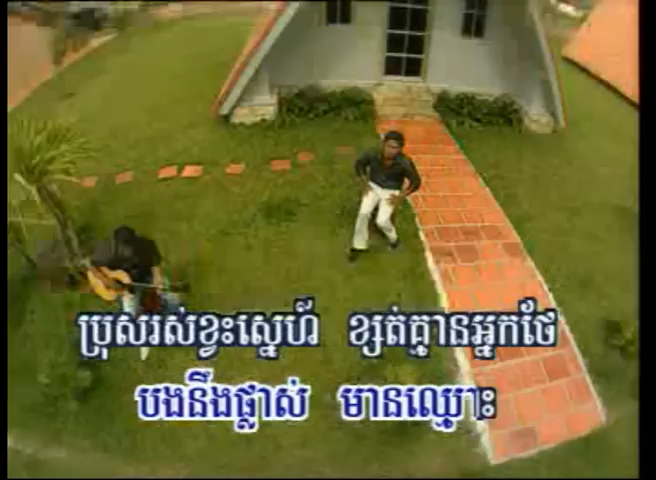 ប្រុសរស់ខ្វះស្នេហ៍ ខ្សត់គ្មានអ្នកថែ
បងនឹងផ្លាស់ មានឈ្មោះ